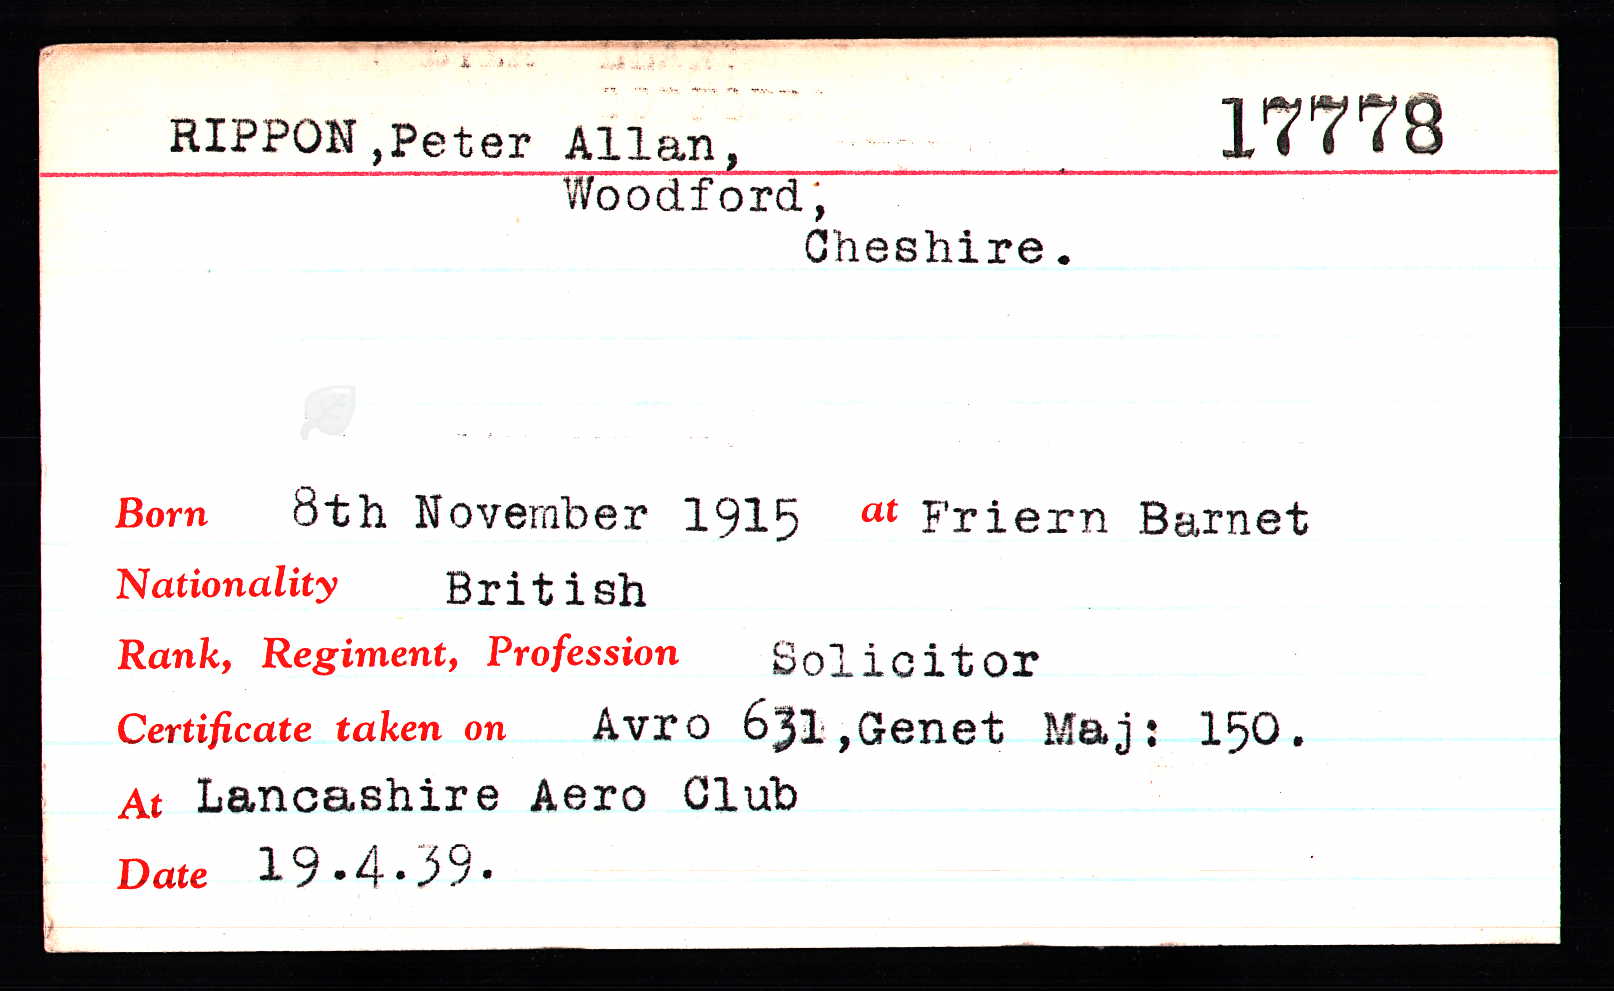 RIPPON,Peter Allan, 17778
Woodford,
Cheshire.
Born 8th November 1915 at Friern Barnet
Nationality British
Rank, Regiment, Profession Solicitor
Certificate taken on Avro 631,Genet Maj: 150.
At Lancashire Aero Club
Date 19.4.39.